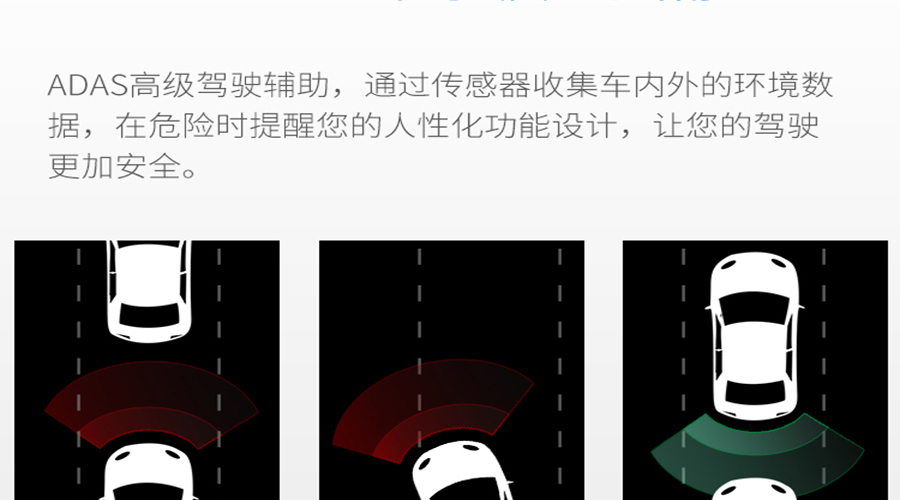 ADAS高级驾驶辅助，通过传感器收集车内外的环境数
据，在危险时提醒您的人性化功能设计，让您的驾驶
更加安全。